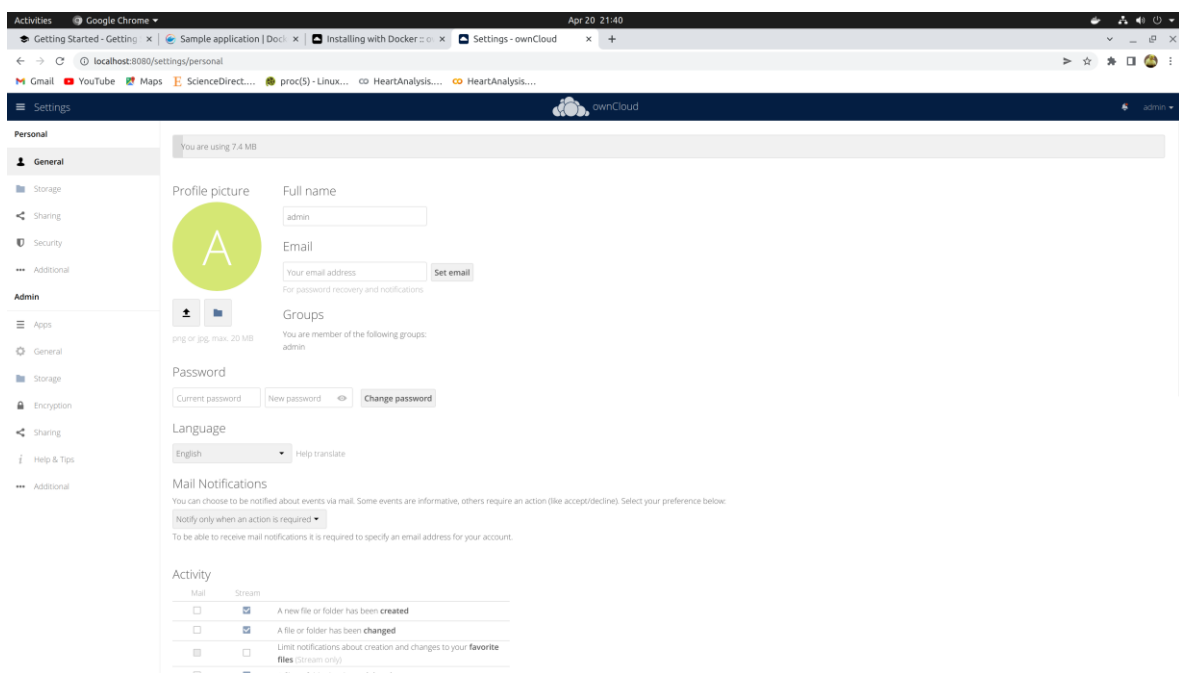 Activities Google Chrome Apr 20 21:40
Getting Started - Getting Sample application | Doc Installing with Docker :: o Settings - ownCloud
localhost:8080/settings/personal
Gmail YouTube Maps ScienceDirect.... proc(5) - Linux... HeartAnalysis.... HeartAnalysis....
Settings ownCloud admin
Personal
General
Storage
Sharing
Security
Additional
Admin
Apps
General
Storage
Encryption
Sharing
Help & Tips
Additional
You are using 7.4 MB
Profile picture
A
png or jpg, max. 20 MB
Full name
admin
Email
Your email address Set email
For password recovery and notifications
Groups
You are member of the following groups:
admin
Password
Current password New password Change password
Language
English Help translate
Mail Notifications
You can choose to be notified about events via mail. Some events are informative, others require an action (like accept/decline). Select your preference below:
Notify only when an action is required
To be able to receive mail notifications it is required to specify an email address for your account.
Activity
Mail Stream
A new file or folder has been created
A file or folder has been changed
Limit notifications about creation and changes to your favorite
files (Stream only)